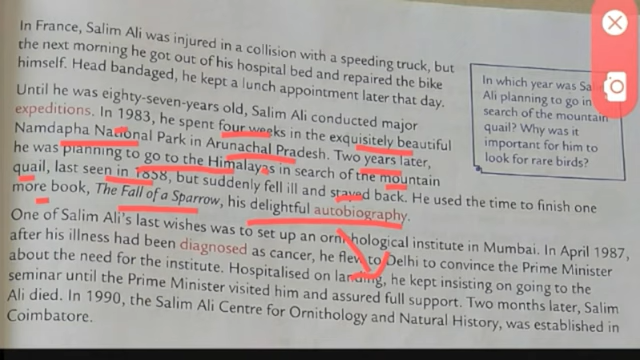 In France, Salim Ali was injured in a collision with a speeding truck, but
the next morning he got out of his hospital bed and repaired the bike
himself. Head bandaged, he kept a lunch appointment later that day.
Until he was eighty-seven-years old, Salim Ali conducted major
expeditions. In 1983, he spent four weeks in the exquisitely beautiful
Namdapha National Park in Arunachal Pradesh. Two years later,
he was planning to go to the Himalayas in search of the mountain
quail, last seen in 1858, but suddenly fell ill and stayed back. He used the time to finish one
more book, The Fall of a Sparrow, his delightful autobiography.
One of Salim Ali's last wishes was to set up an ornithological institute in Mumbai. In April 1987,
after his illness had been diagnosed as cancer, he flew to Delhi to convince the Prime Minister
about the need for the institute. Hospitalised on landing, he kept insisting on going to the
seminar until the Prime Minister visited him and assured full support. Two months later, Salim
Ali died. In 1990, the Salim Ali Centre for Ornithology and Natural History, was established in
Coimbatore.
In which year was Salim
Ali planning to go in
search of the mountain
quail? Why was it
important for him to
look for rare birds?